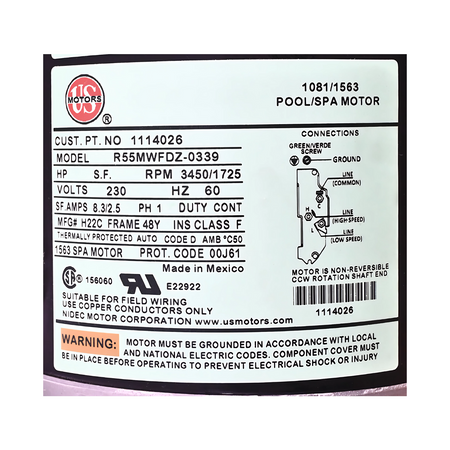 US
MOTORS
®
1081/1563
POOL/SPA MOTOR
CUST. PT. NO 1114026
MODEL R55MWFDZ-0339
HP S.F. RPM 3450/1725
VOLTS 230 HZ 60
SF.AMPS 8.3/2.5 PH 1 DUTY CONT
MFG# H22C FRAME 48Y INS CLASS F.
THERMALLY PROTECTED AUTO CODE D AMB °C50
1563 SPA MOTOR PROT. CODE 00J61
Made in Mexico
156060 E22922
SUITABLE FOR FIELD WIRING
USE COPPER CONDUCTORS ONLY
NIDEC MOTOR CORPORATION www.usmotors.com
CONNECTIONS
GREEN/VERDE
SCREW
GROUND
LINE
(COMMON)
C
H
LINE
(HIGH SPEED)
L
LINE
(LOW SPEED)
MOTOR IS NON-REVERSIBLE
CCW ROTATION SHAFT END
1114026
WARNING: MOTOR MUST BE GROUNDED IN ACCORDANCE WITH LOCAL
AND NATIONAL ELECTRIC CODES. COMPONENT COVER MUST
BE IN PLACE BEFORE OPERATING TO PREVENT ELECTRICAL SHOCK OR INJURY